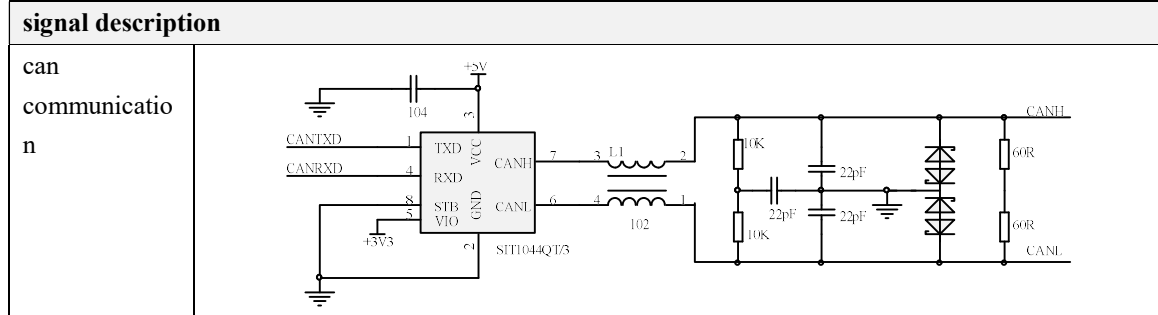 signal description
can
communicatio
n
+5V
104
3
CANTXD
1
TXD
VCC
CANH
7
3
L1
2
CANRXD
4
RXD
8
STB
GND
CANL
6
4
1
5
VIO
102
+3V3
2
SIT1044QT/3
CANH
10K
60R
22pF
22pF
22pF
10K
60R
CANL